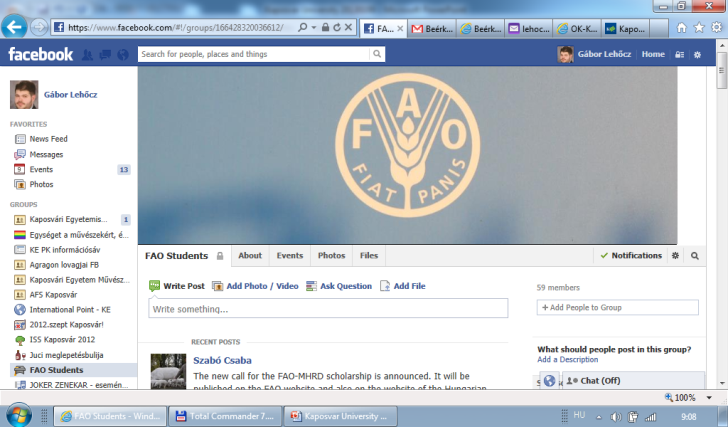 https://www.facebook.com/#!/groups/166428320036612/
FA...
Beérk...
Beérk...
lehoc...
OK-K...
Kapo...
facebook
Search for people, places and things
Gábor Lehőcz
Home
Gábor Lehőcz
FAVORITES
News Feed
Messages
Events 13
Photos
GROUPS
Kaposvári Egyetemis... 1
Egységet a művészekért, é...
KE PK információsáv
Agragon lovagjai FB
Kaposvári Egyetem Művész...
AFS Kaposvár
International Point - KE
2012.szept Kaposvár!
ISS Kaposvár 2012
Juci meglepetésbulija
FAO Students
JOKER ZENEKAR - esemén...
FAO
FIAT PANIS
FAO Students
About
Events
Photos
Files
Notifications
Write Post
Add Photo / Video
Ask Question
Add File
Write something...
59 members
+ Add People to Group
What should people post in this group?
Add a Description
RECENT POSTS
Szabó Csaba
The new call for the FAO-MHRD scholarship is announced. It will be
published on the FAO website and also on the website of the Hungarian
Chat (Off)
100%
FAO Students - Wind...
Total Commander 7....
Kaposvar University ...
HU
9:08